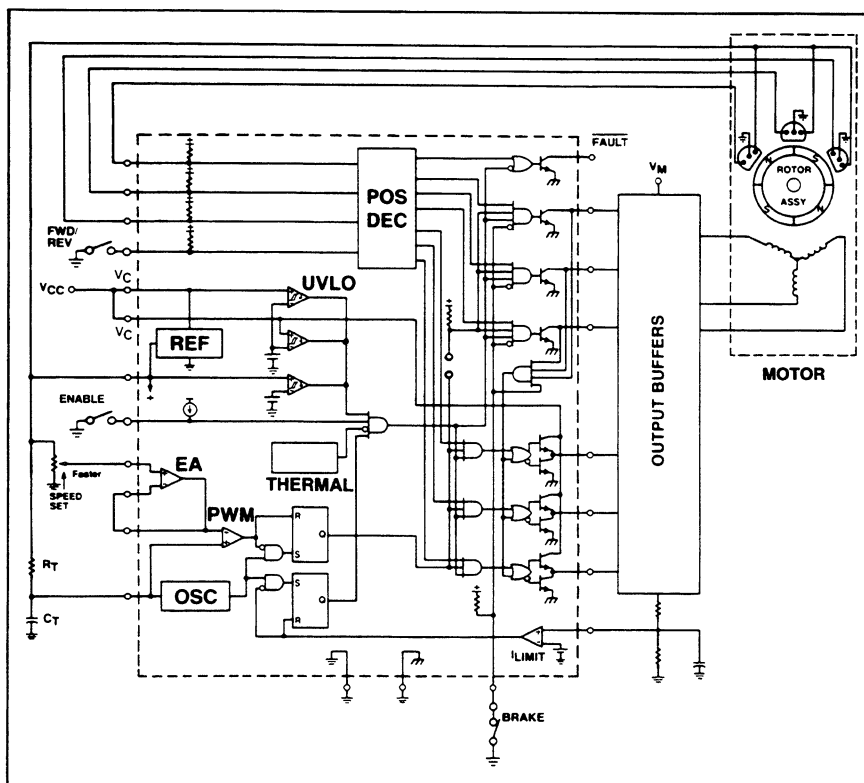 FAULT
VM
ROTOR
ASSY
N
S
S
N
MOTOR
POS
DEC
FWD/
REV
VC
VCC
UVLO
VC
REF
ENABLE
THERMAL
EA
Faster
SPEED
SET
PWM
R
Q
S
RT
OSC
S
Q
R
CT
ILIMIT
BRAKE
OUTPUT BUFFERS